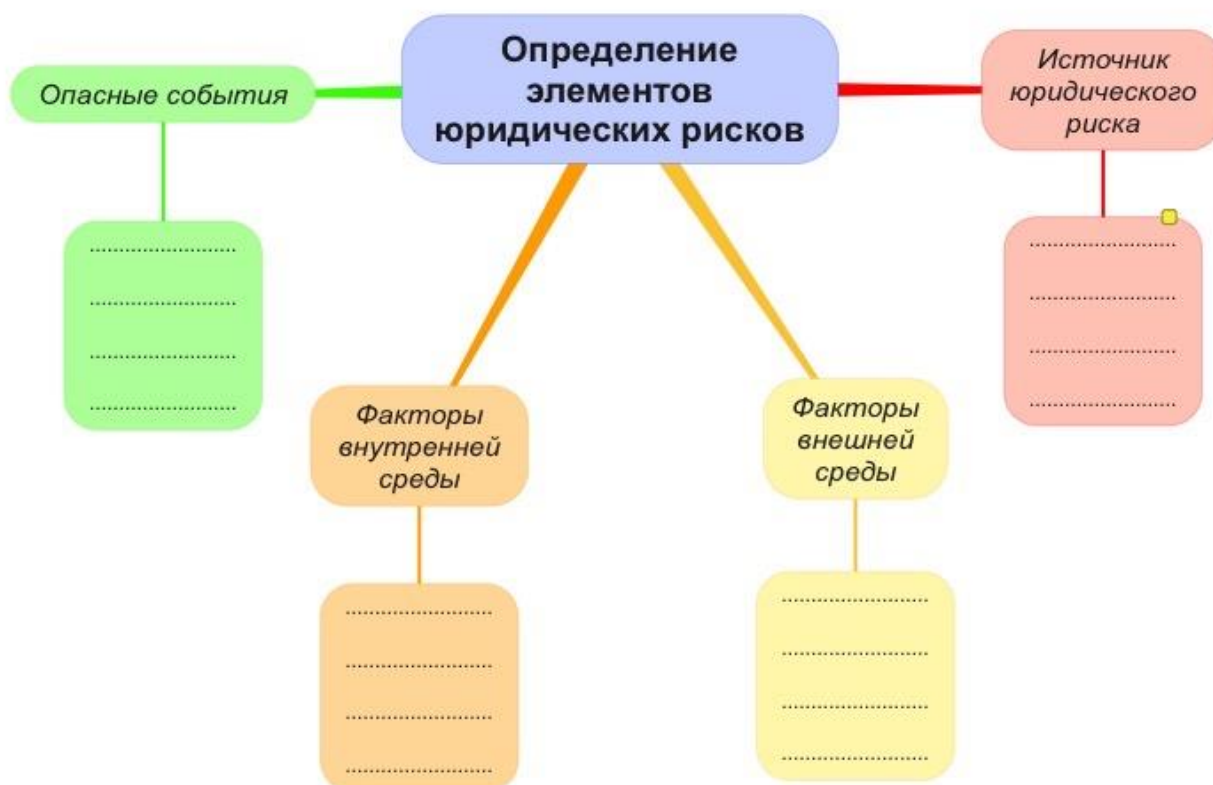 Определение
элементов
юридических рисков
Опасные события
Источник
юридического
риска
Факторы
внутренней
среды
Факторы
внешней
среды